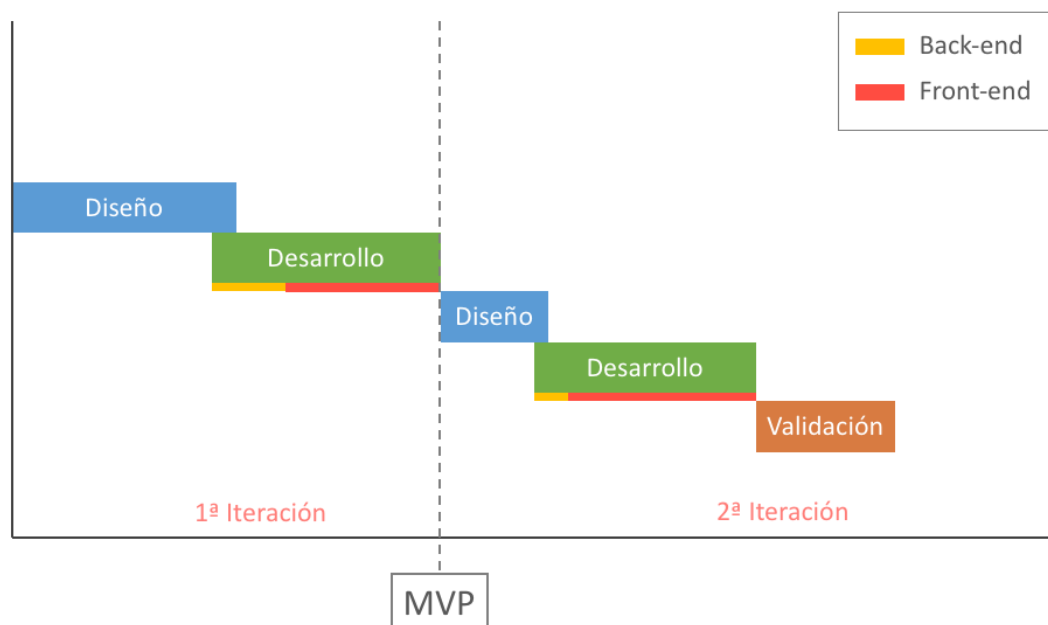 Back-end
Front-end
Diseño
Desarrollo
Diseño
Desarrollo
Validación
1ª Iteración
2ª Iteración
MVP